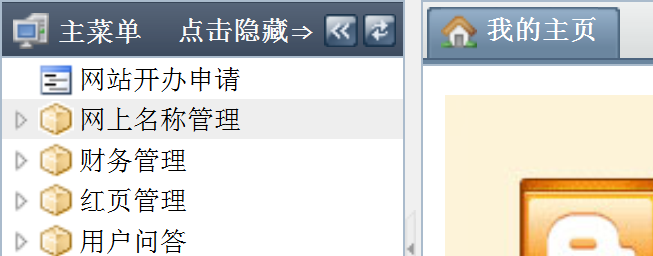 主菜单 点击隐藏⇒
我的主页
网站开办申请
网上名称管理
财务管理
红页管理
用户问答